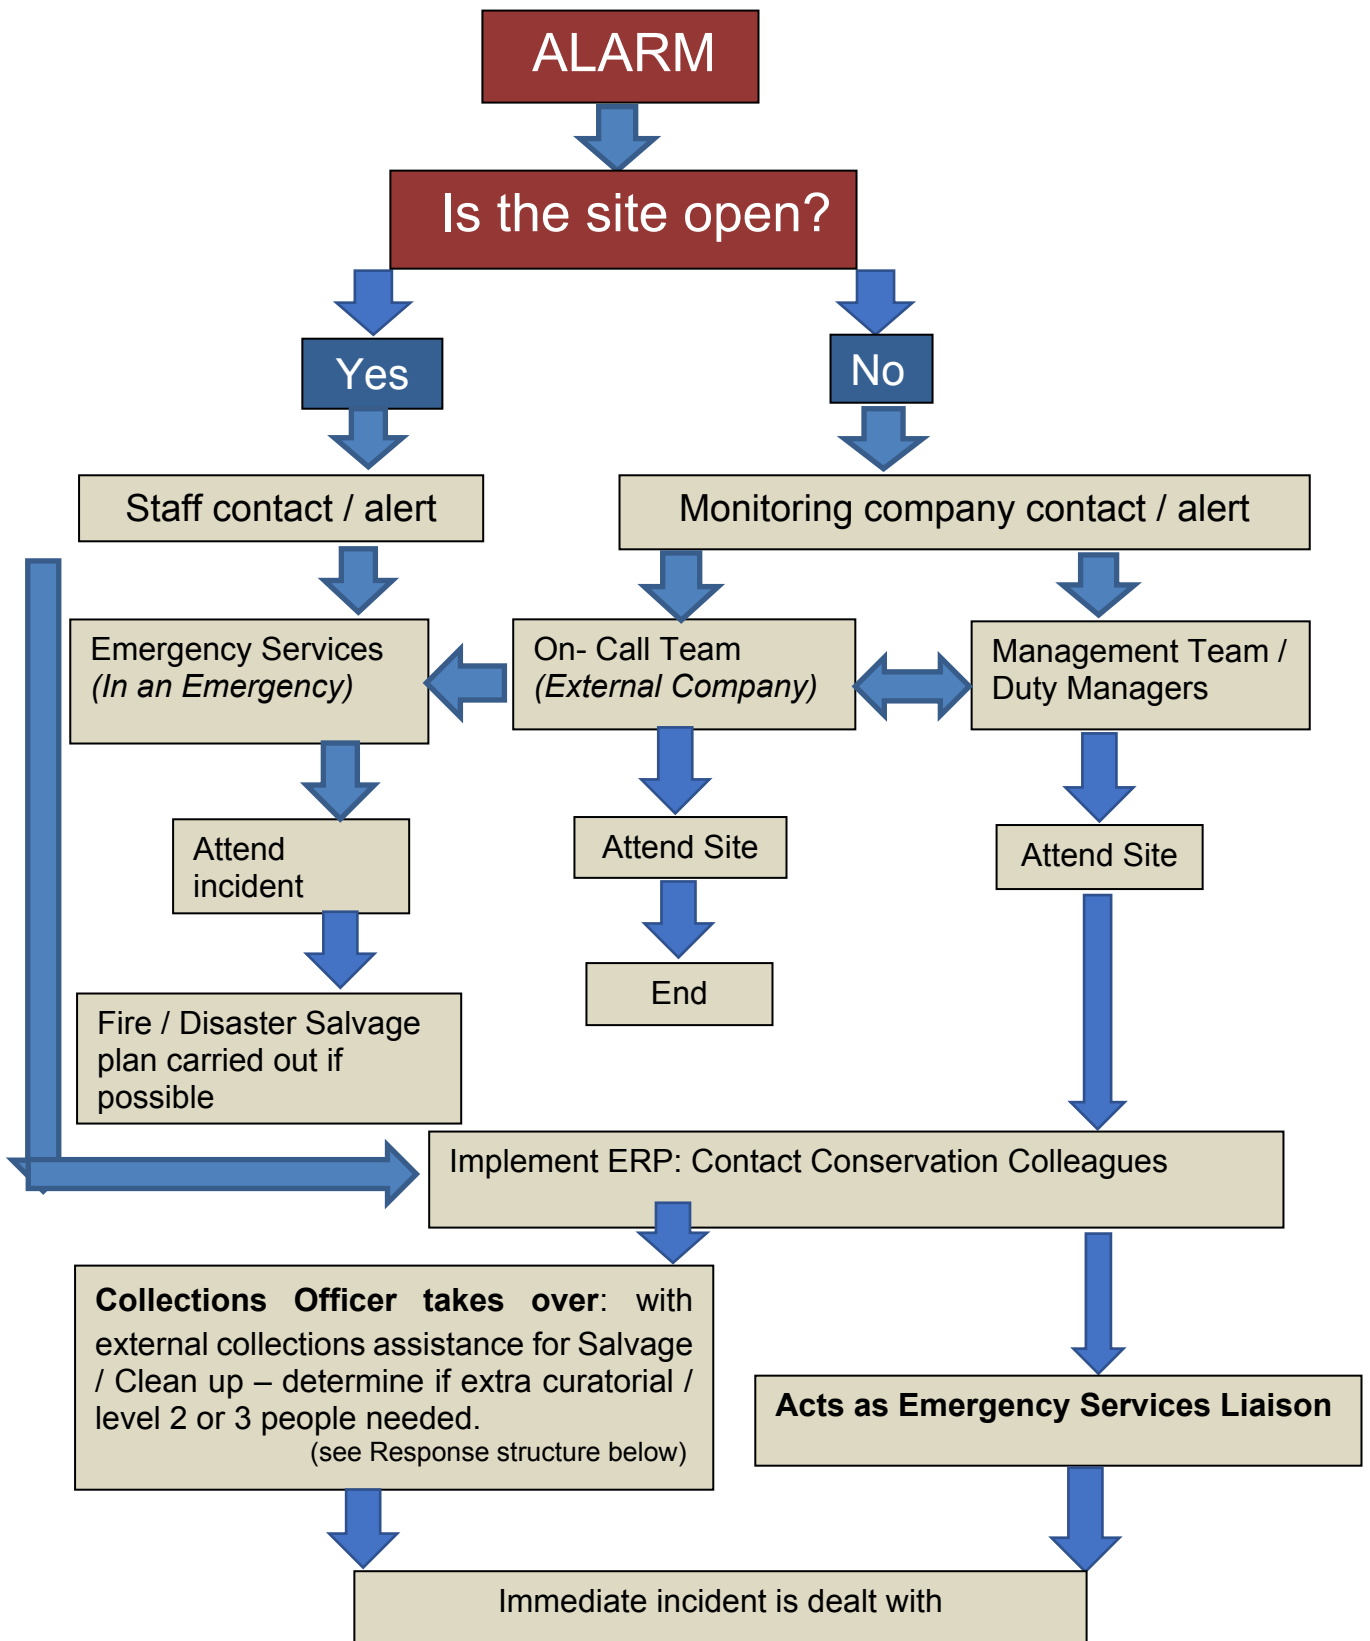 ALARM
Is the site open?
Yes
No
Staff contact / alert
Monitoring company contact / alert
Emergency Services
(In an Emergency)
On- Call Team
(External Company)
Management Team /
Duty Managers
Attend
incident
Attend Site
Attend Site
End
Fire / Disaster Salvage
plan carried out if
possible
Implement ERP: Contact Conservation Colleagues
Collections Officer takes over: with
external collections assistance for Salvage
/ Clean up – determine if extra curatorial /
level 2 or 3 people needed.
(see Response structure below)
Acts as Emergency Services Liaison
Immediate incident is dealt with